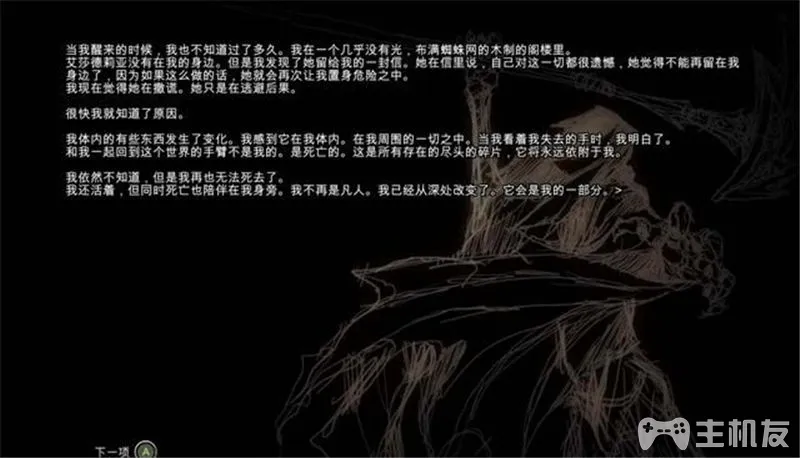 当我醒来的时候，我也不知道过了多久。我在一个几乎没有光，布满蜘蛛网的木制的阁楼里。
艾莎德莉亚没有在我的身边。但是我发现了她留给我的一封信。她在信里说，自己对这一切都很遗憾，她觉得不能再留在我
身边了，因为如果这么做的话，她就会再次让我置身危险之中。
我现在觉得她在撒谎。她只是在逃避后果。
很快我就知道了原因。
我体内的有些东西发生了变化。我感到它在我体内。在我周围的一切之中。当我看着我失去的手时，我明白了。
和我一起回到这个世界的手臂不是我的。是死亡的。这是所有存在的尽头的碎片，它将永远依附于我。
我依然不知道，但是我再也无法死去了。
我还活着，但同时死亡也陪伴在我身旁。我不再是凡人。我已经从深处改变了。它会是我的一部分。>
下一项 A
主机友